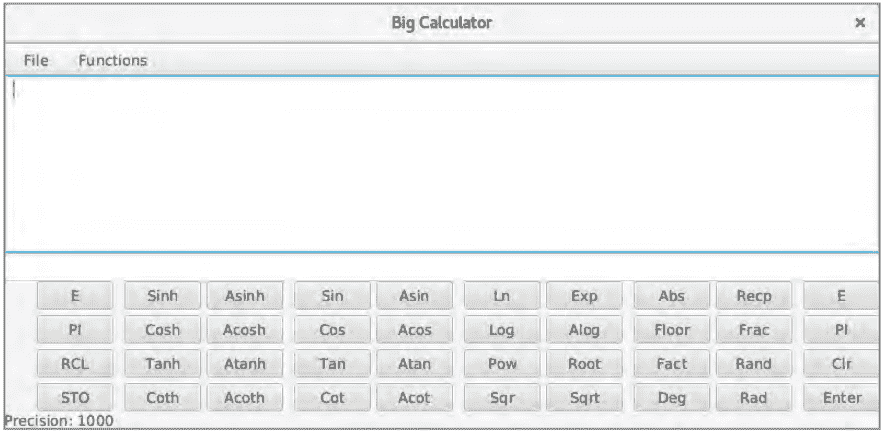 Big Calculator ×
File Functions
E Sinh Asinh Sin Asin Ln Exp Abs Recp E
PI Cosh Acosh Cos Acos Log Alog Floor Frac PI
RCL Tanh Atanh Tan Atan Pow Root Fact Rand Clr
STO Coth Acoth Cot Acot Sqr Sqrt Deg Rad Enter
Precision: 1000